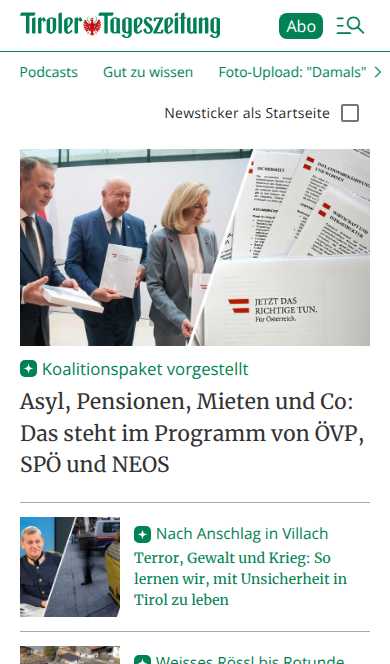 Tiroler Tageszeitung
Abo
Podcasts Gut zu wissen Foto-Upload: "Damals"
Newsticker als Startseite
JETZT DAS
RICHTIGE TUN.
Für Österreich.
Koalitionspaket vorgestellt
Asyl, Pensionen, Mieten und Co:
Das steht im Programm von ÖVP,
SPÖ und NEOS
Nach Anschlag in Villach
Terror, Gewalt und Krieg: So
lernen wir, mit Unsicherheit in
Tirol zu leben
Weisses Rössl bis Rotunde